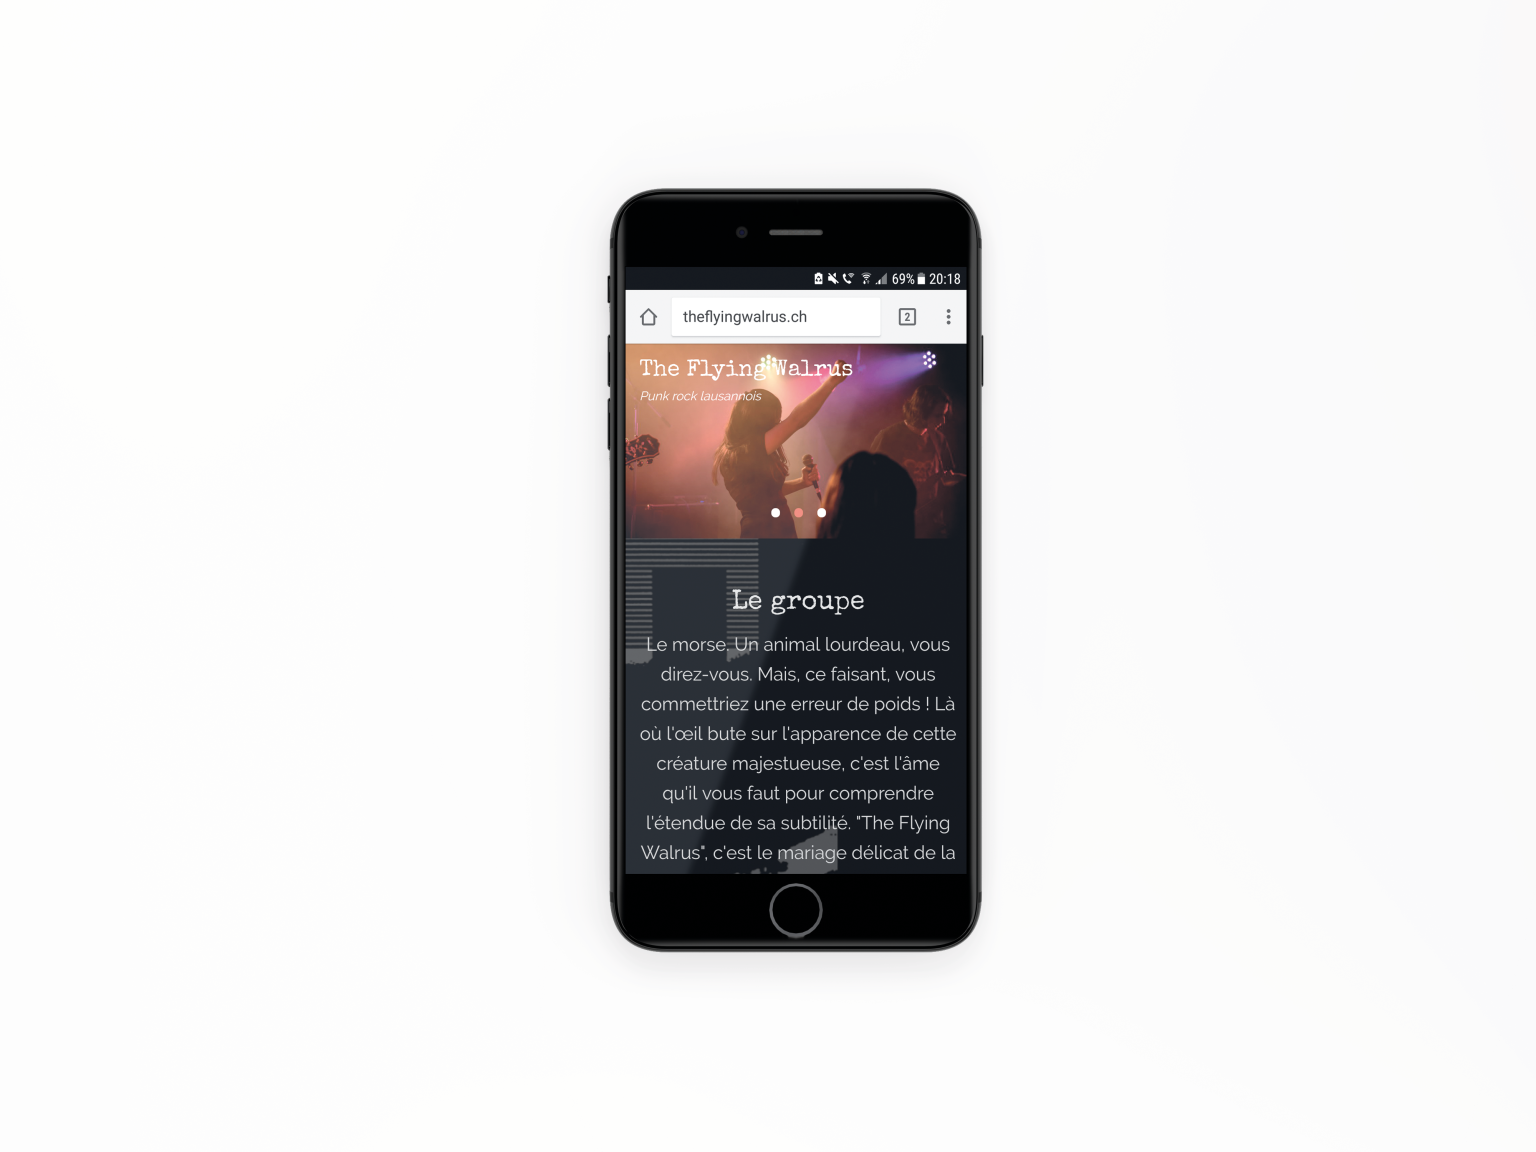 69% 20:18
theflyingwalrus.ch
2
The Flying Walrus
Punk rock lausannois
Le groupe
Le morse. Un animal lourdeau, vous
direz-vous. Mais, ce faisant, vous
commettriez une erreur de poids ! Là
où l'œil bute sur l'apparence de cette
créature majestueuse, c'est l'âme
qu'il vous faut pour comprendre
l'étendue de sa subtilité. "The Flying
Walrus", c'est le mariage délicat de la